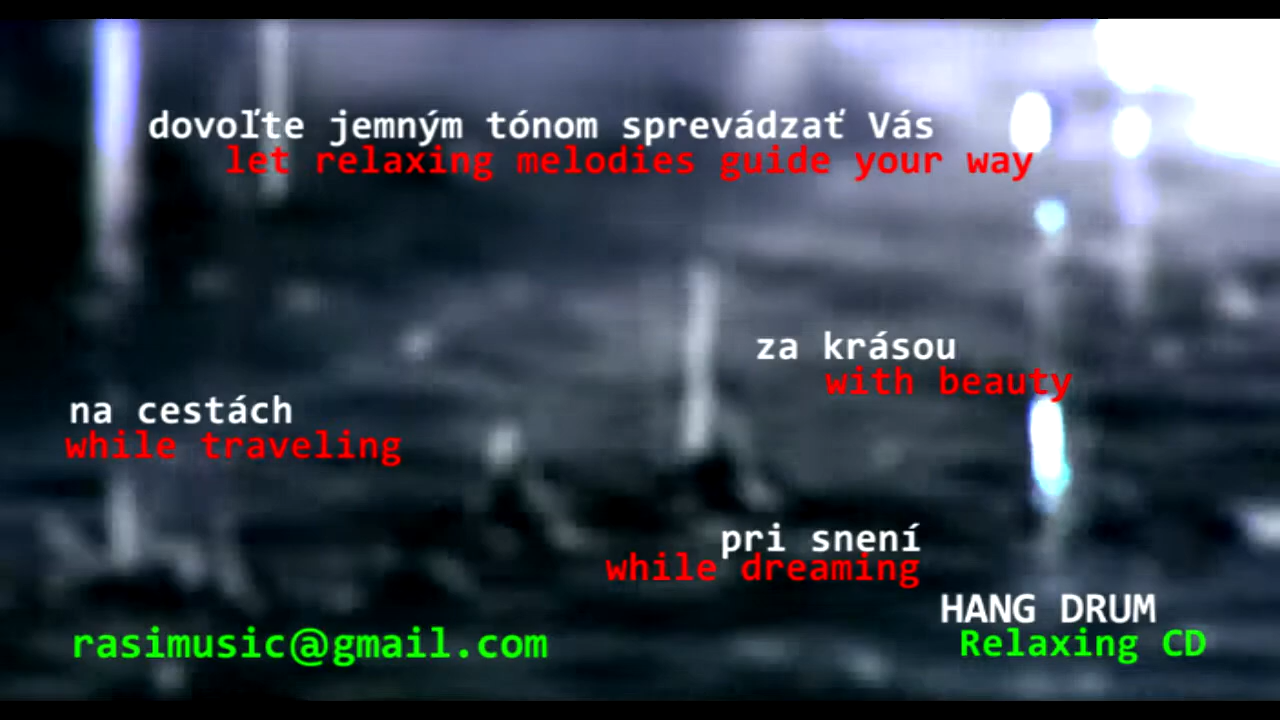 dovoľte jemným tónom sprevádzať Vás
let relaxing melodies guide your way
za krásou
with beauty
na cestách
while traveling
pri snení
while dreaming
HANG DRUM
Relaxing CD
rasimusic@gmail.com